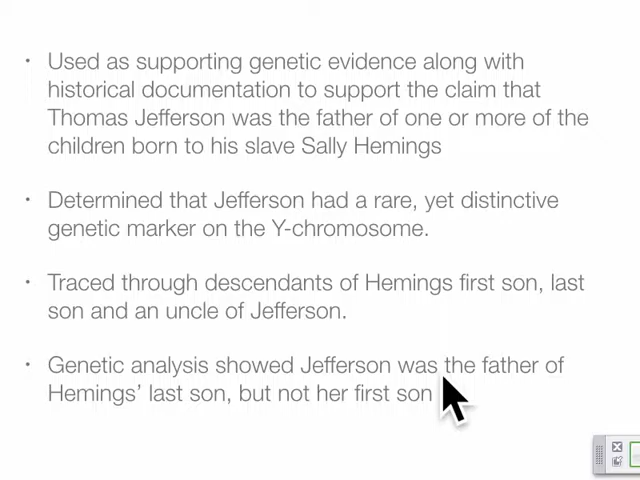 • Used as supporting genetic evidence along with
historical documentation to support the claim that
Thomas Jefferson was the father of one or more of the
children born to his slave Sally Hemings
• Determined that Jefferson had a rare, yet distinctive
genetic marker on the Y-chromosome.
• Traced through descendants of Hemings first son, last
son and an uncle of Jefferson.
• Genetic analysis showed Jefferson was the father of
Hemings’ last son, but not her first son